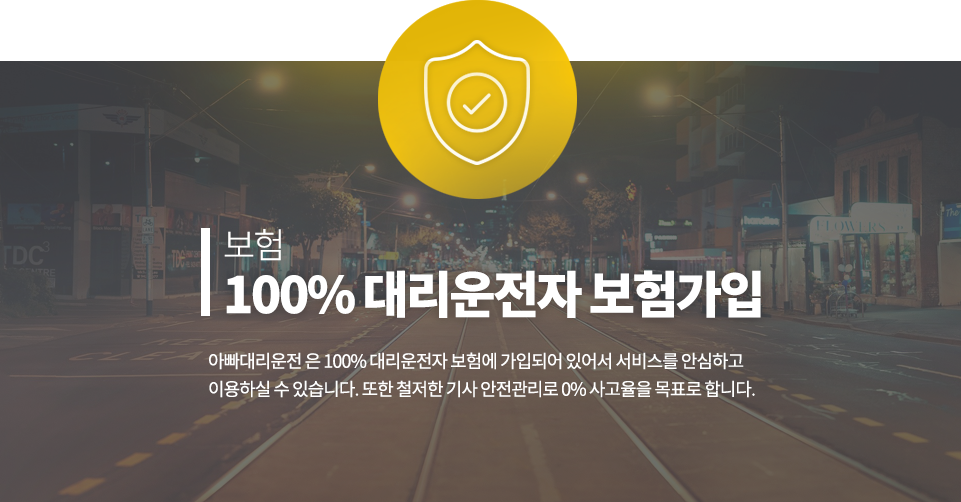 보험
100% 대리운전자 보험가입
아빠대리운전 은 100% 대리운전자 보험에 가입되어 있어서 서비스를 안심하고
이용하실 수 있습니다. 또한 철저한 기사 안전관리로 0% 사고율을 목표로 합니다.
TDC³
FLOWERS
CLEAR